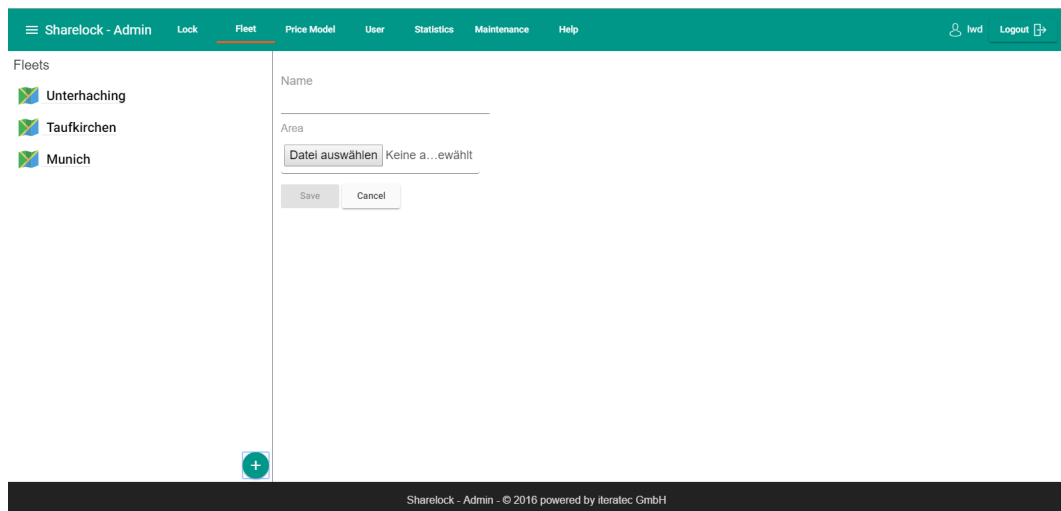 Sharelock - Admin Lock Fleet Price Model User Statistics Maintenance Help lwd Logout
Fleets
Unterhaching
Taufkirchen
Munich
Name
Area
Datei auswählen Keine a…ewählt
Save Cancel
+
Sharelock - Admin - © 2016 powered by iteratec GmbH